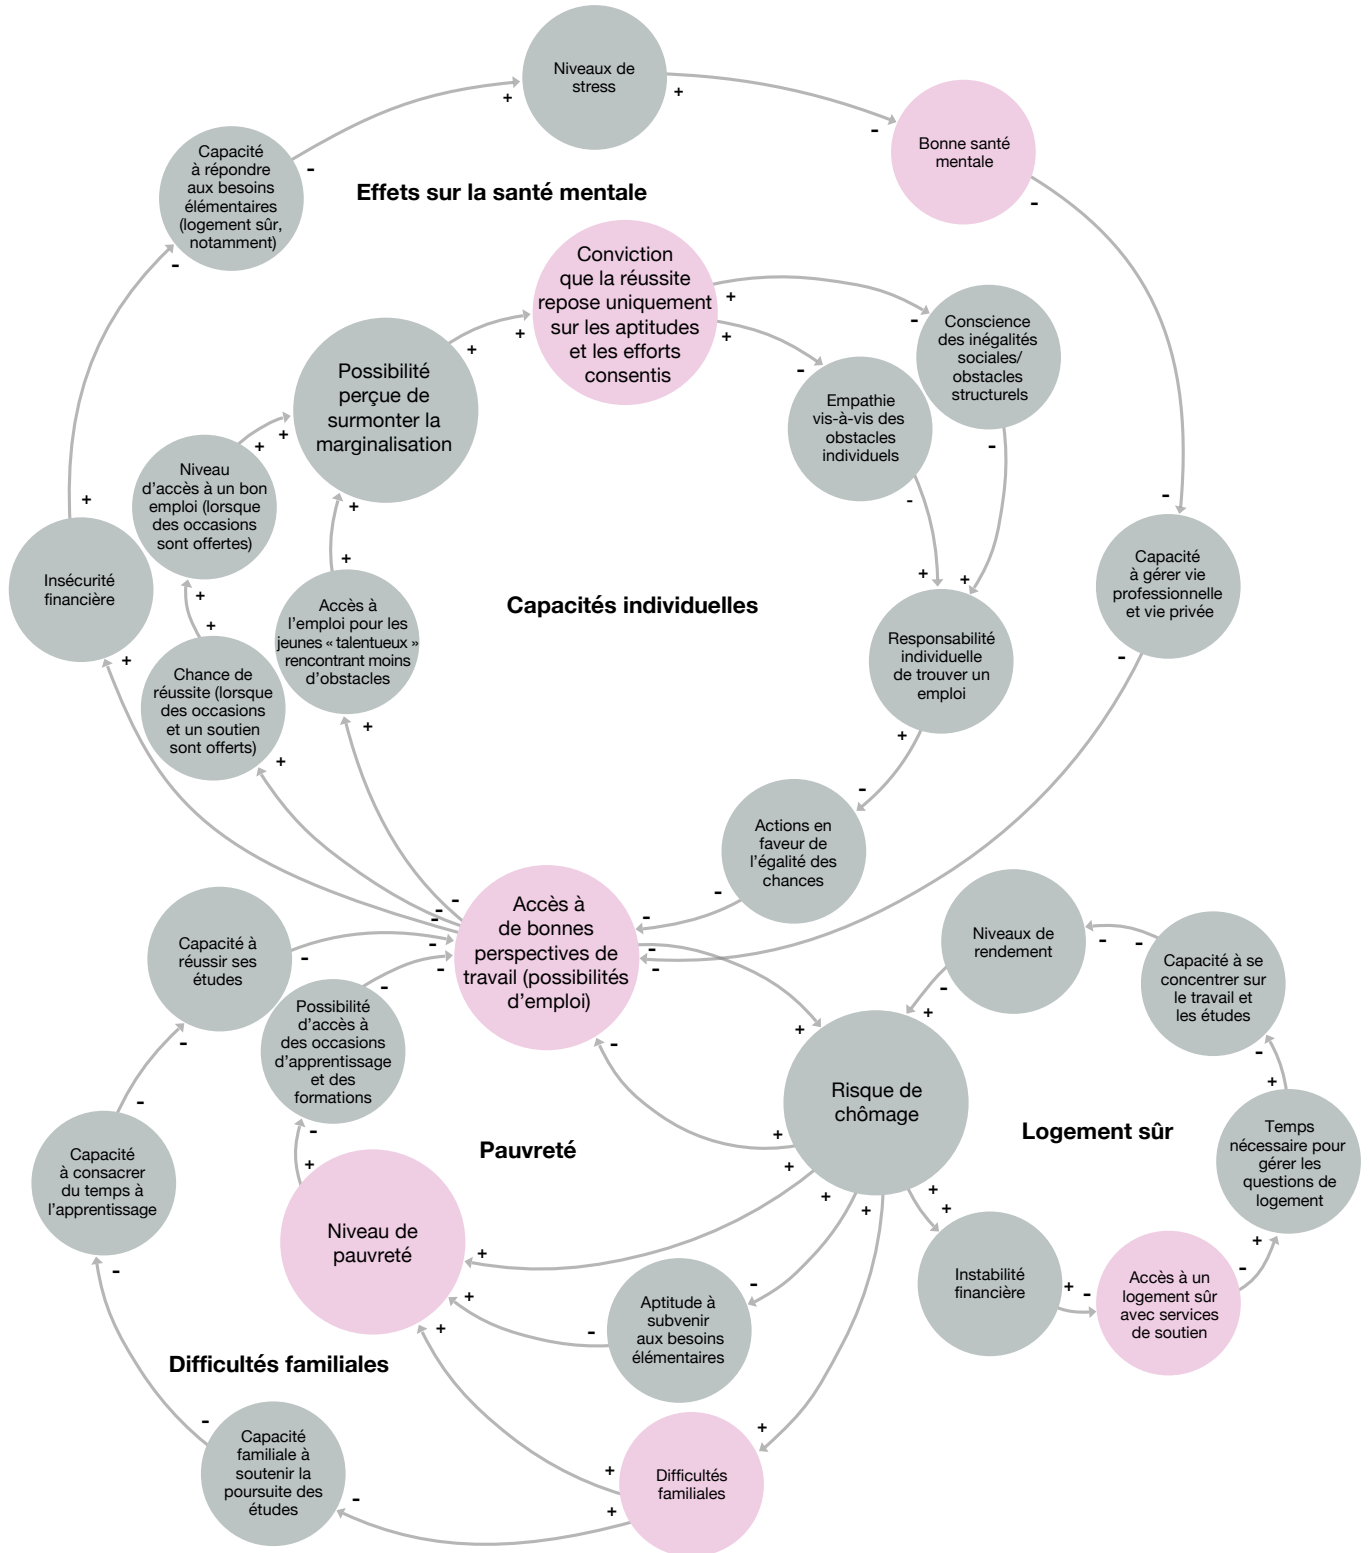 Niveaux de
stress
Bonne santé
mentale
Capacité
à répondre
aux besoins
élémentaires
(logement sûr,
notamment)
Effets sur la santé mentale
Conviction
que la réussite
repose uniquement
sur les aptitudes
et les efforts
consentis
Conscience
des inégalités
sociales/
obstacles
structurels
Possibilité
perçue de
surmonter la
marginalisation
Empathie
vis-à-vis des
obstacles
individuels
Niveau
d'accès à un bon
emploi (lorsque
des occasions
sont offertes)
Insécurité
financière
Capacités individuelles
Capacité
à gérer vie
professionnelle
et vie privée
Accès à
l'emploi pour les
jeunes « talentueux »
rencontrant moins
d'obstacles
Responsabilité
individuelle
de trouver un
emploi
Chance de
réussite (lorsque
des occasions
et un soutien
sont offerts)
Actions en
faveur de
l'égalité des
chances
Accès à
de bonnes
perspectives de
travail (possibilités
d'emploi)
Capacité à
réussir ses
études
Niveaux de
rendement
Capacité à se
concentrer sur
le travail et
les études
Possibilité
d'accès à
des occasions
d'apprentissage
et des
formations
Risque de
chômage
Logement sûr
Temps
nécessaire pour
gérer les
questions de
logement
Pauvreté
Capacité
à consacrer
du temps à
l'apprentissage
Niveau de
pauvreté
Instabilité
financière
Accès à un
logement sûr
avec services
de soutien
Aptitude à
subvenir
aux besoins
élémentaires
Difficultés familiales
Capacité
familiale à
soutenir la
poursuite des
études
Difficultés
familiales